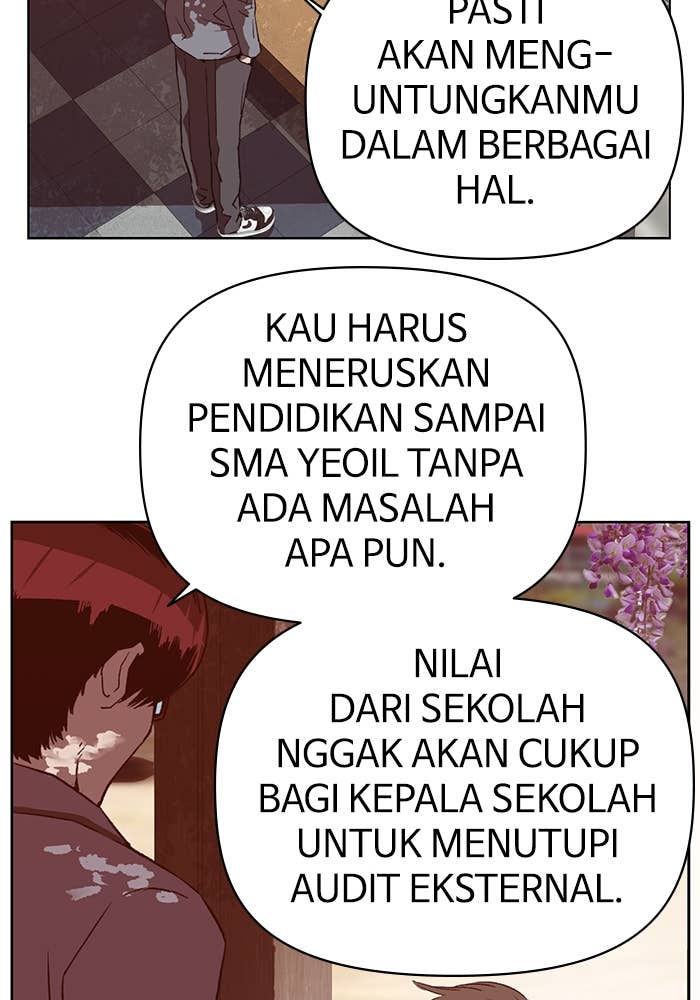 PASTI
AKAN MENG-
UNTUNGKANMU
DALAM BERBAGAI
HAL.
KAU HARUS
MENERUSKAN
PENDIDIKAN SAMPAI
SMA YEOIL TANPA
ADA MASALAH
APA PUN.
NILAI
DARI SEKOLAH
NGGAK AKAN CUKUP
BAGI KEPALA SEKOLAH
UNTUK MENUTUPI
AUDIT EKSTERNAL.